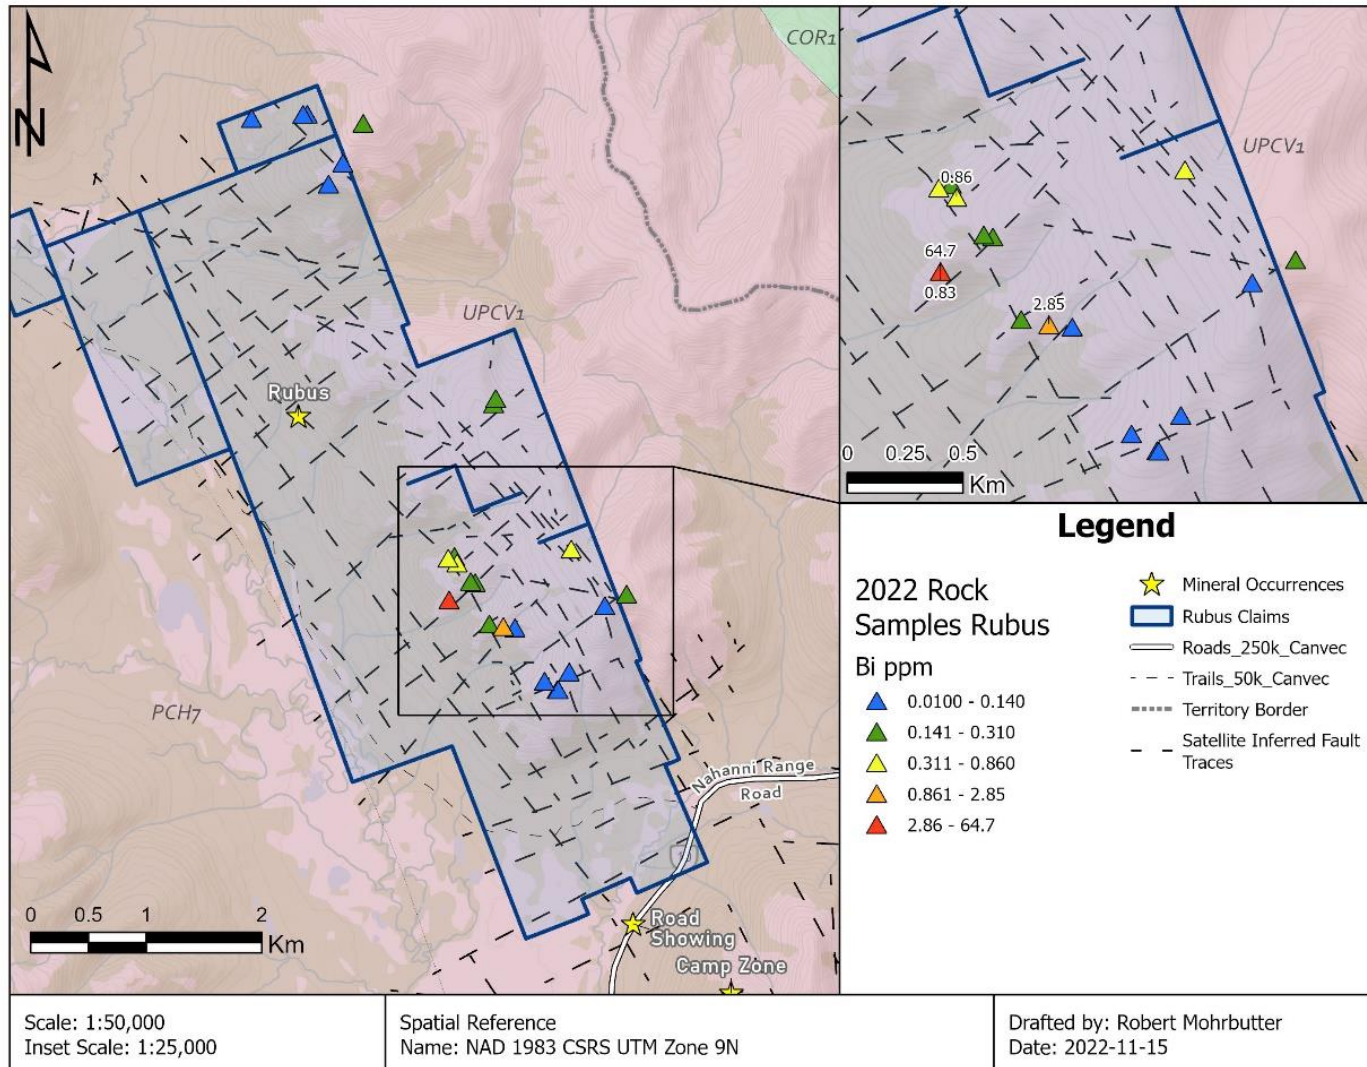 N
COR1
UPCV1
Rubus
PCH7
Nahanni Range
Road
Road
Showing
Camp Zone
0 0.5 1 2
Km
UPCV1
0.86
64.7
0.83
2.85
0 0.25 0.5
Km
Legend
2022 Rock
Samples Rubus
Bi ppm
0.0100 - 0.140
0.141 - 0.310
0.311 - 0.860
0.861 - 2.85
2.86 - 64.7
Mineral Occurrences
Rubus Claims
Roads_250k_Canvec
Trails_50k_Canvec
Territory Border
Satellite Inferred Fault
Traces
Scale: 1:50,000
Inset Scale: 1:25,000
Spatial Reference
Name: NAD 1983 CSRS UTM Zone 9N
Drafted by: Robert Mohrbutter
Date: 2022-11-15